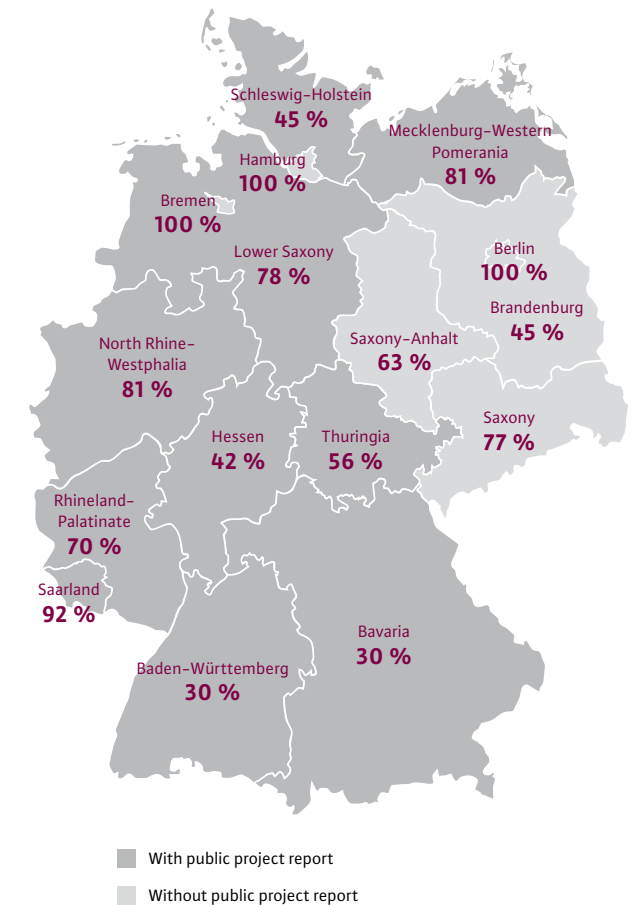 Schleswig-Holstein
45 %
Mecklenburg-Western
Pomerania
81 %
Hamburg
100 %
Bremen
100 %
Lower Saxony
78 %
Berlin
100 %
Brandenburg
45 %
Saxony-Anhalt
63 %
North Rhine-
Westphalia
81 %
Saxony
77 %
Hessen
42 %
Thuringia
56 %
Rhineland-
Palatinate
70 %
Saarland
92 %
Bavaria
30 %
Baden-Württemberg
30 %
With public project report
Without public project report